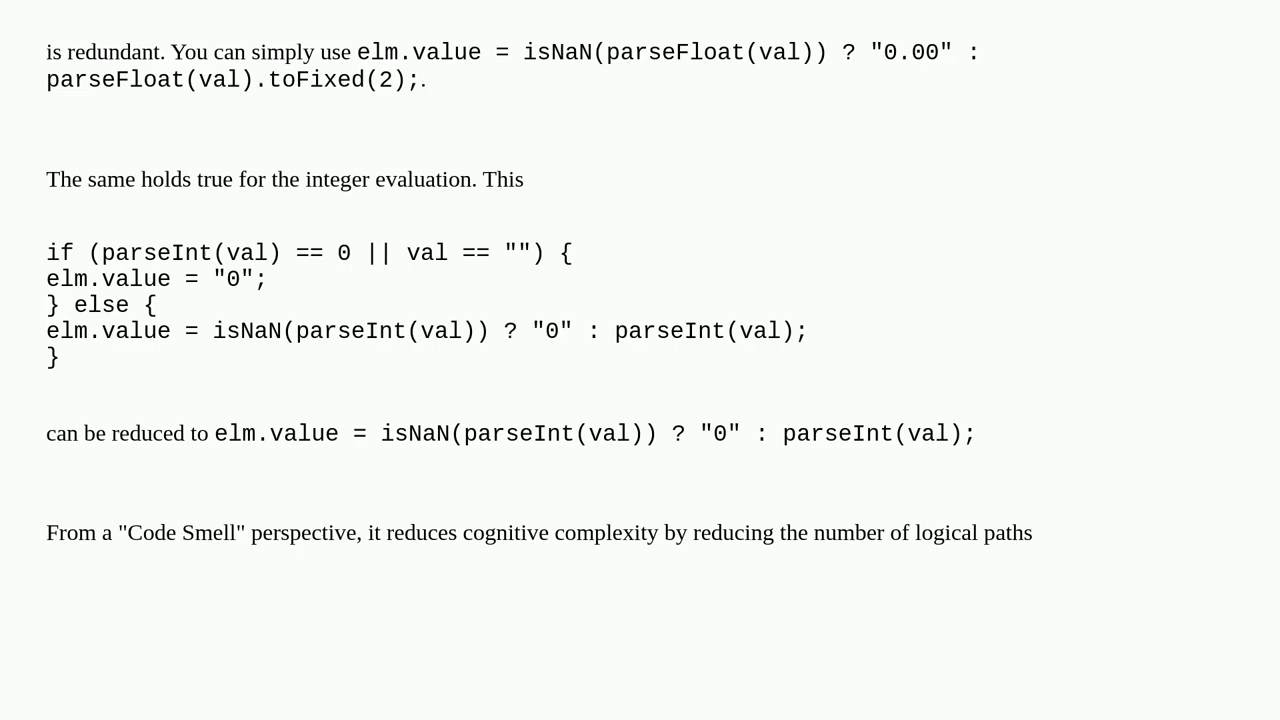 is redundant. You can simply use elm.value = isNaN(parseFloat(val)) ? "0.00" :
parseFloat(val).toFixed(2);.
The same holds true for the integer evaluation. This
if (parseInt(val) == 0 || val == "") {
elm.value = "0";
} else {
elm.value = isNaN(parseInt(val)) ? "0" : parseInt(val);
}
can be reduced to elm.value = isNaN(parseInt(val)) ? "0" : parseInt(val);
From a "Code Smell" perspective, it reduces cognitive complexity by reducing the number of logical paths